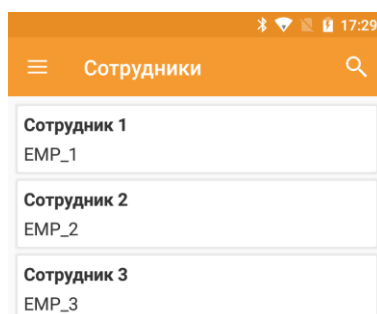 17:29
Сотрудники
Сотрудник 1
EMP_1
Сотрудник 2
EMP_2
Сотрудник 3
EMP_3